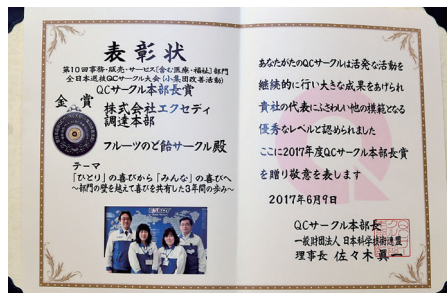 表彰状
第10回事務・販売・サービス[含む医療・福祉]部門
全日本選抜QCサークル大会(小集団改善活動)
QCサークル本部長賞
金賞
株式会社エクセディ
調達本部
フルーツのど飴サークル殿
テーマ
「ひとり」の喜びから「みんな」の喜びへ
～部門の壁を越えて喜びを共有した3年間の歩み～
あなたがたのQCサークルは活発な活動を
継続的に行い大きな成果をあげられ
貴社の代表にふさわしい他の模範となる
優秀なレベルと認められました
ここに2017年度QCサークル本部長賞
を贈り敬意を表します
2017年6月9日
QCサークル本部長
一般財団法人 日本科学技術連盟
理事長 佐々木眞一